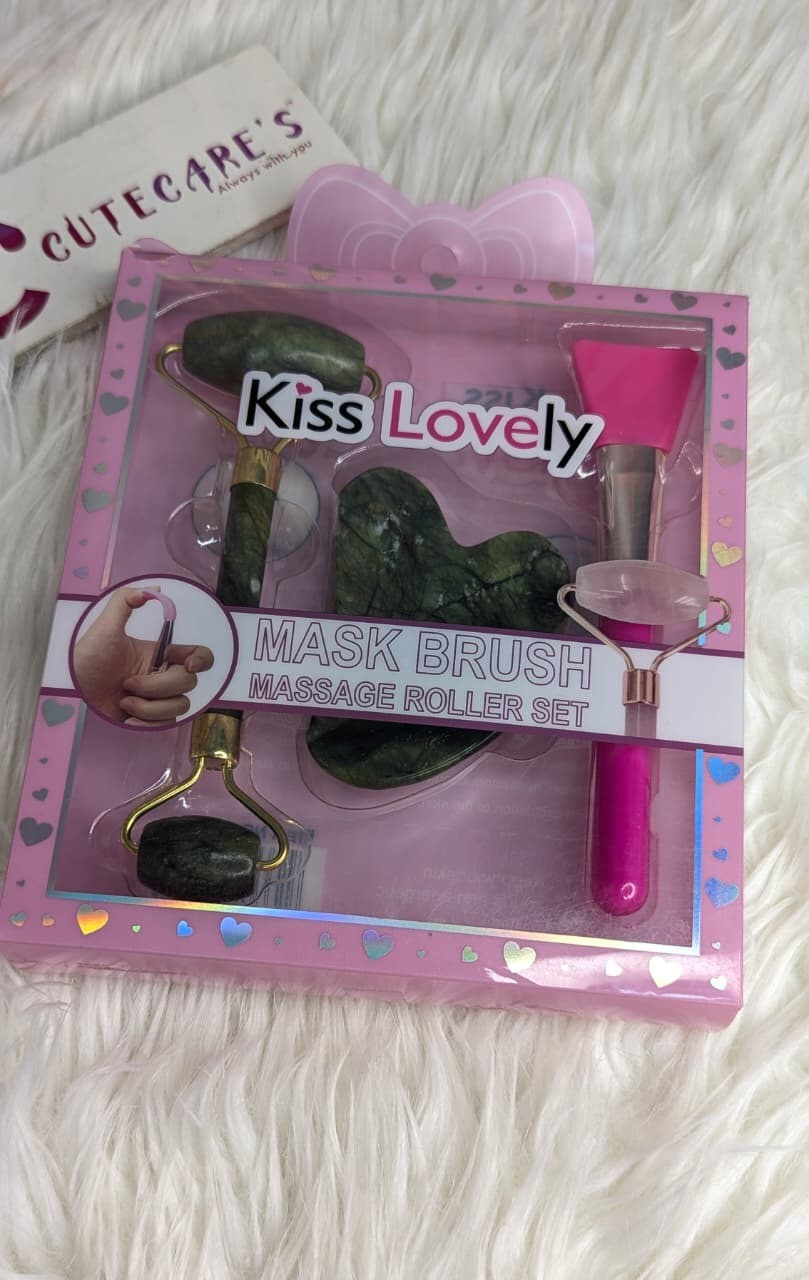 CUTECARE'S
Always with you
Kiss Lovely
MASK BRUSH
MASSAGE ROLLER SET